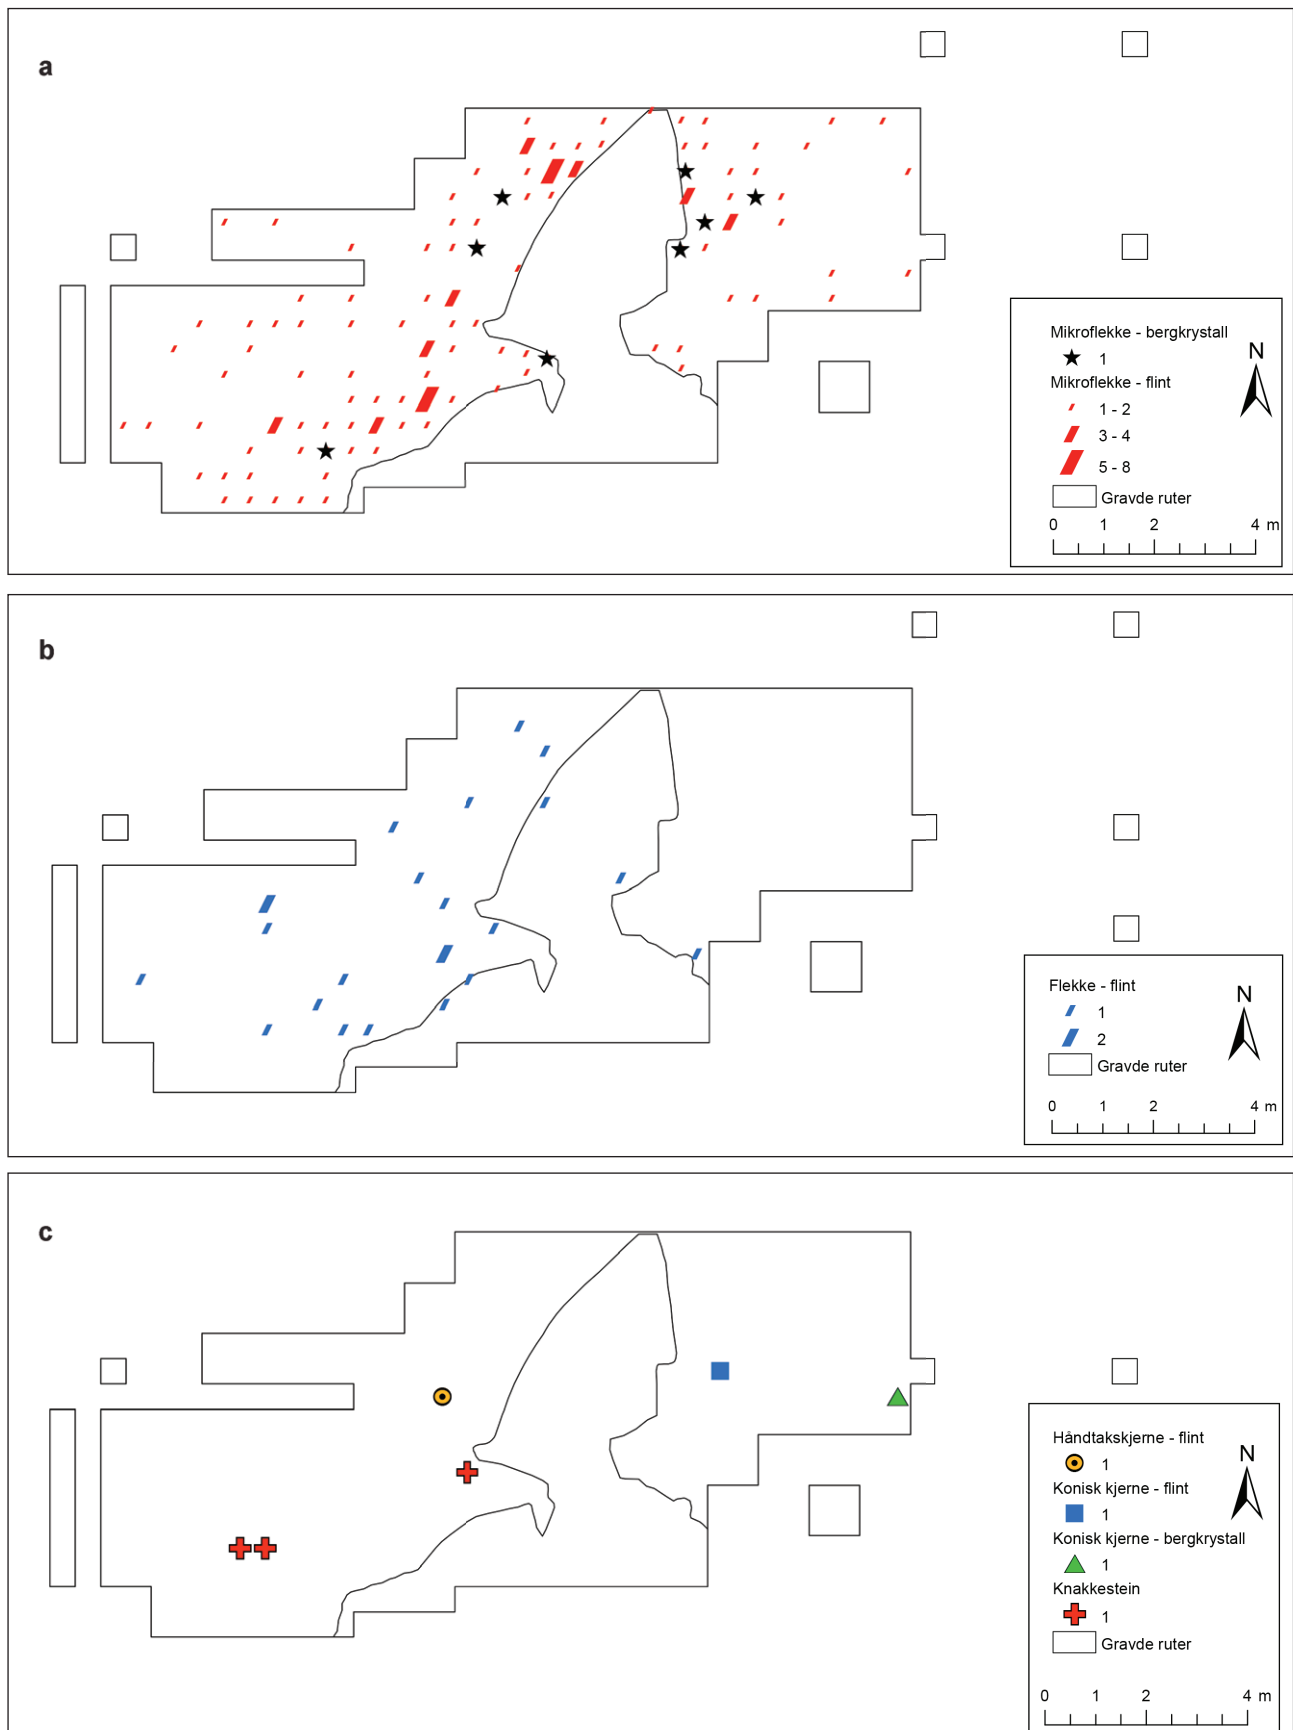 a
N
Mikroflekke - bergkrystall
1
Mikroflekke - flint
1 - 2
3 - 4
5 - 8
Gravde ruter
0 1 2 4 m
b
N
Flekke - flint
1
2
Gravde ruter
0 1 2 4 m
c
N
Håndtakskjerne - flint
1
Konisk kjerne - flint
1
Konisk kjerne - bergkrystall
1
Knakkestein
1
Gravde ruter
0 1 2 4 m